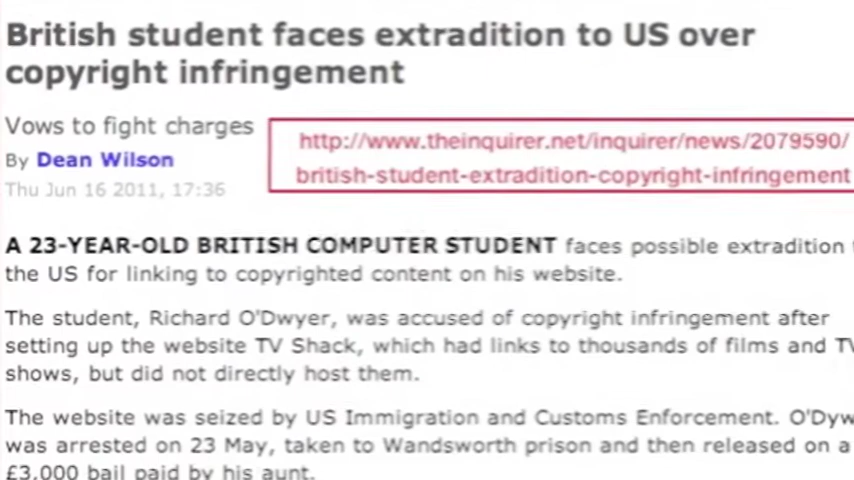 British student faces extradition to US over
copyright infringement
Vows to fight charges
By Dean Wilson
Thu Jun 16 2011, 17:36
http://www.theinquirer.net/inquirer/news/2079590/
british-student-extradition-copyright-infringement
A 23-YEAR-OLD BRITISH COMPUTER STUDENT faces possible extradition
the US for linking to copyrighted content on his website.
The student, Richard O'Dwyer, was accused of copyright infringement after
setting up the website TV Shack, which had links to thousands of films and TV
shows, but did not directly host them.
The website was seized by US Immigration and Customs Enforcement. O'Dyw
was arrested on 23 May, taken to Wandsworth prison and then released on a
£3,000 bail paid by his aunt.